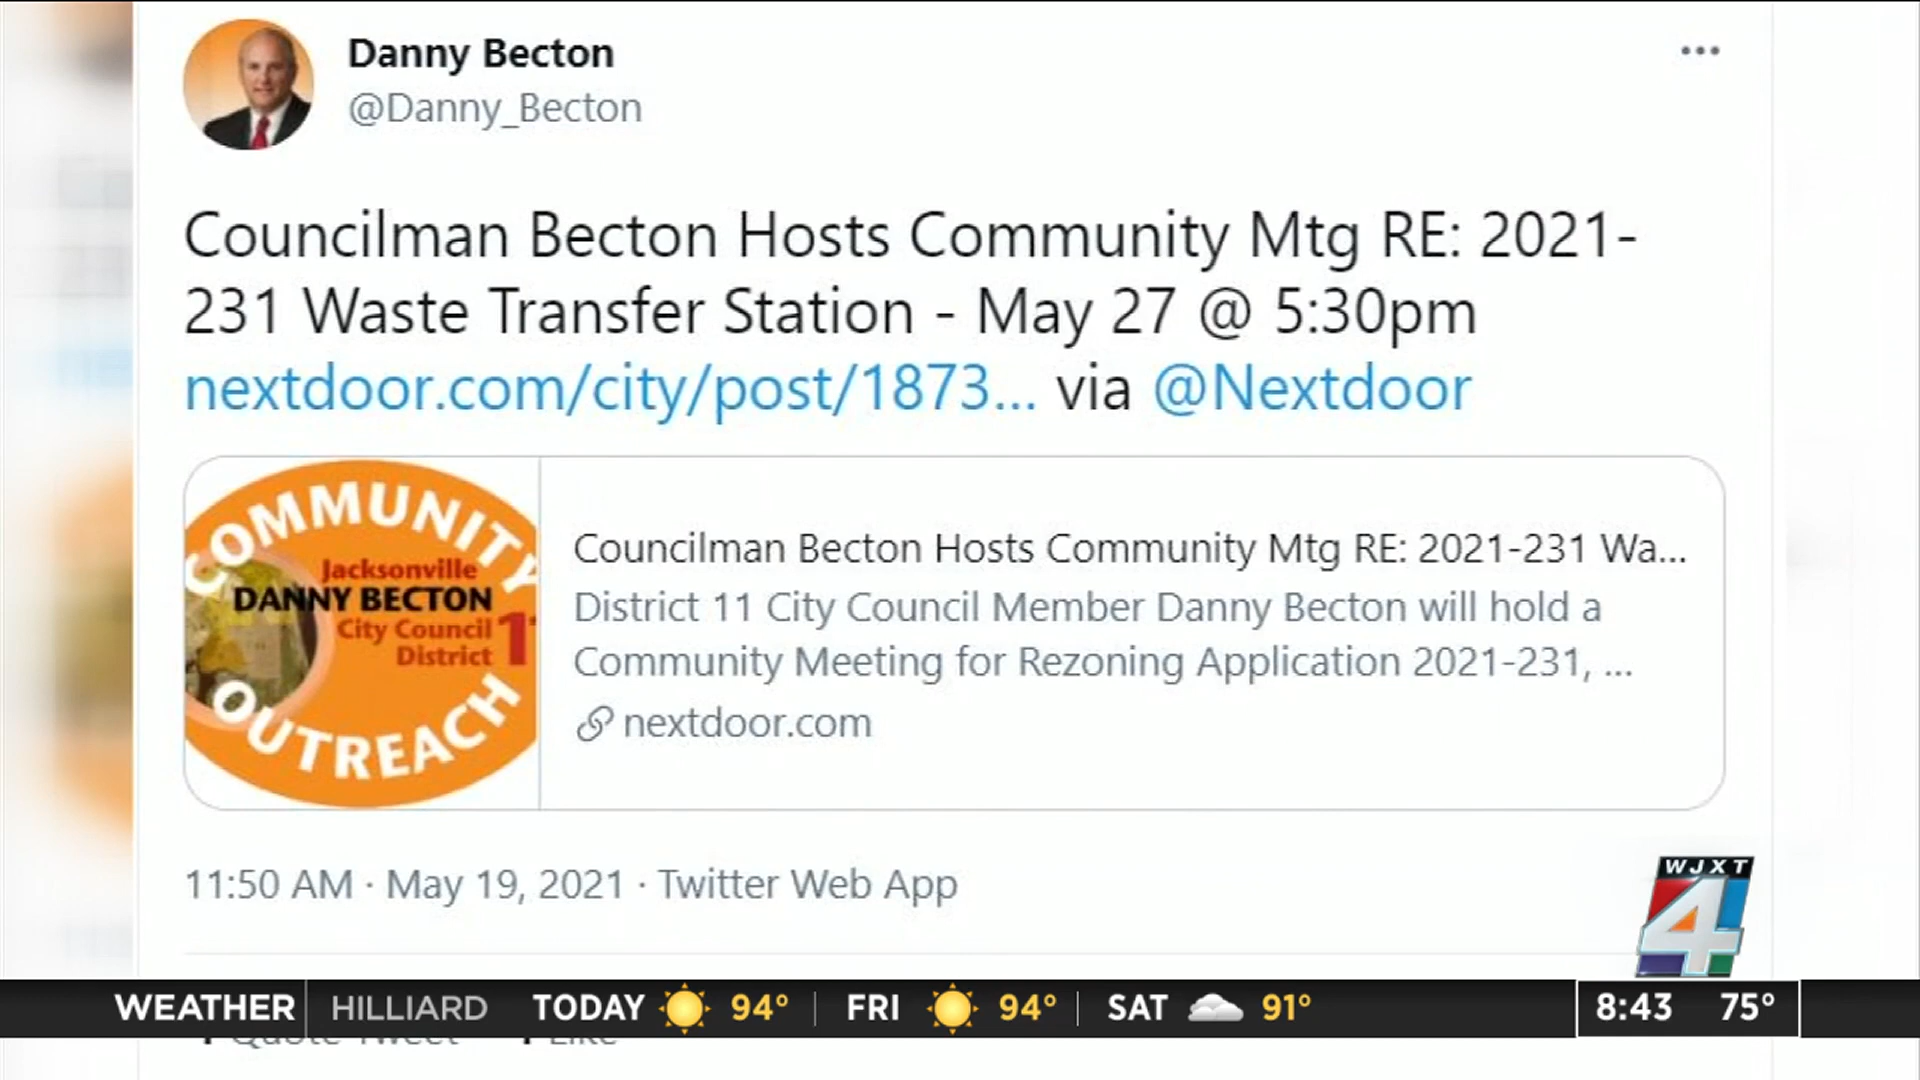 Danny Becton
@Danny_Becton
Councilman Becton Hosts Community Mtg RE: 2021-
231 Waste Transfer Station - May 27 @ 5:30pm
nextdoor.com/city/post/1873... via @Nextdoor
COMMUNITY
Jacksonville
DANNY BECTON
City Council
District
OUTREACH
Councilman Becton Hosts Community Mtg RE: 2021-231 Wa...
District 11 City Council Member Danny Becton will hold a
Community Meeting for Rezoning Application 2021-231, ...
nextdoor.com
11:50 AM · May 19, 2021 · Twitter Web App
WJXT
4
WEATHER HILLIARD TODAY 94° FRI 94° SAT 91° 8:43 75°
Quote Tweet Like